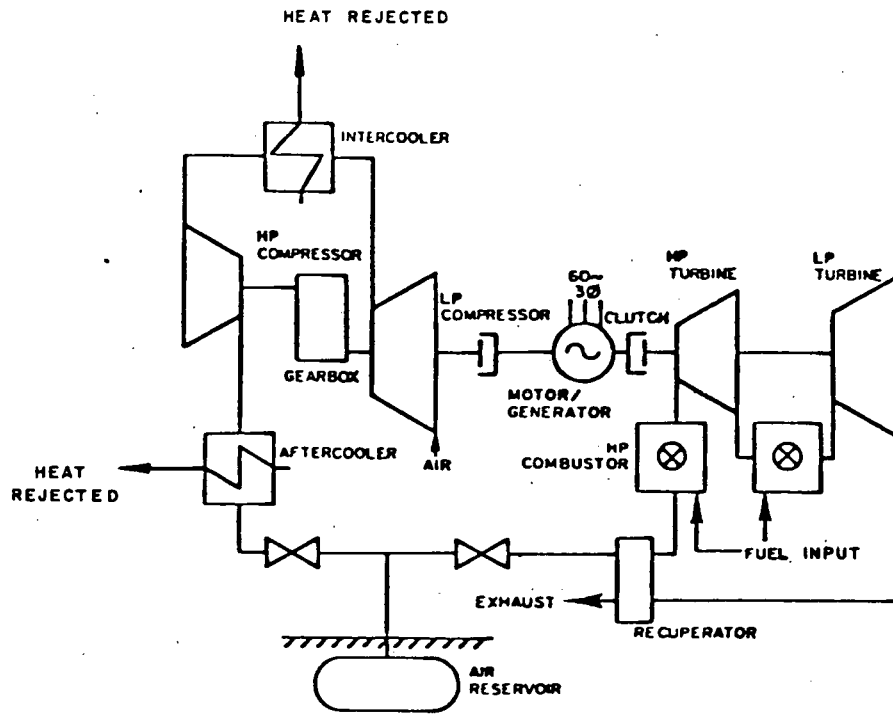 HEAT REJECTED
INTERCOOLER
HP
COMPRESSOR
GEARBOX
LP
COMPRESSOR
60~
3Ø
CLUTCH
MOTOR/
GENERATOR
HP
TURBINE
LP
TURBINE
AFTERCOOLER
HEAT
REJECTED
AIR
HP
COMBUSTOR
FUEL INPUT
EXHAUST
RECUPERATOR
AIR
RESERVOIR